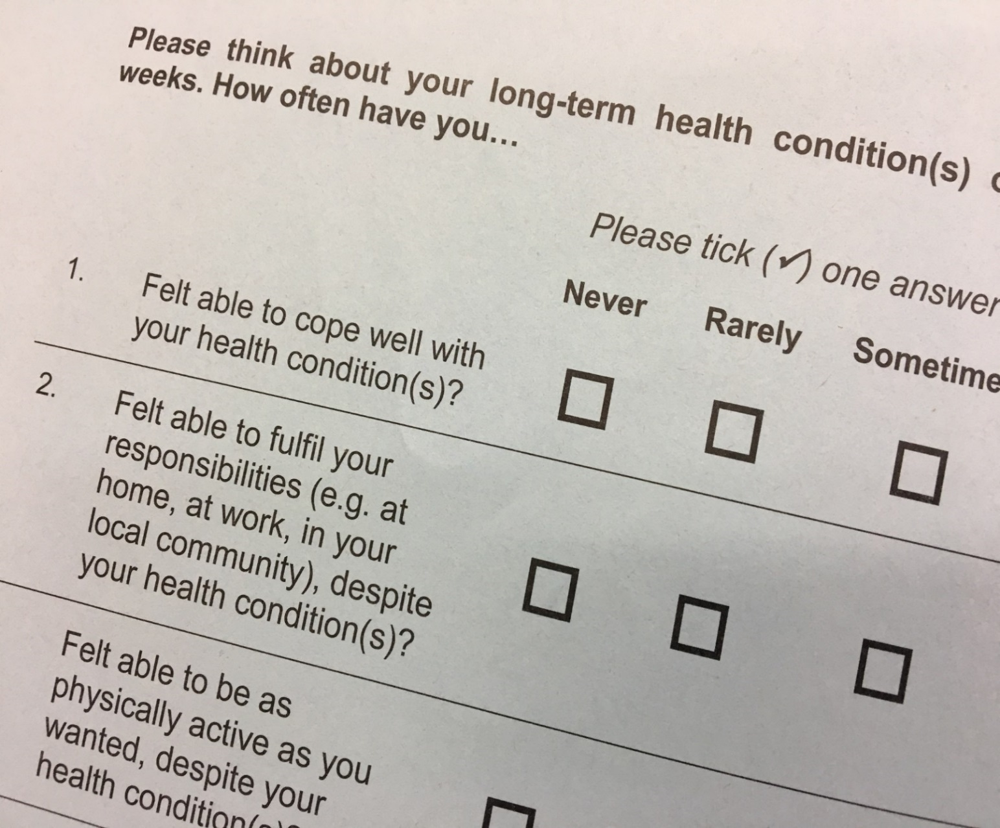 Please think about your long-term health condition(s)
weeks. How often have you...
Please tick (✓) one answer
Never Rarely Sometime
1. Felt able to cope well with
your health condition(s)?
2. Felt able to fulfil your
responsibilities (e.g. at
home, at work, in your
local community), despite
your health condition(s)?
Felt able to be as
physically active as you
wanted, despite your
health condition(s)?